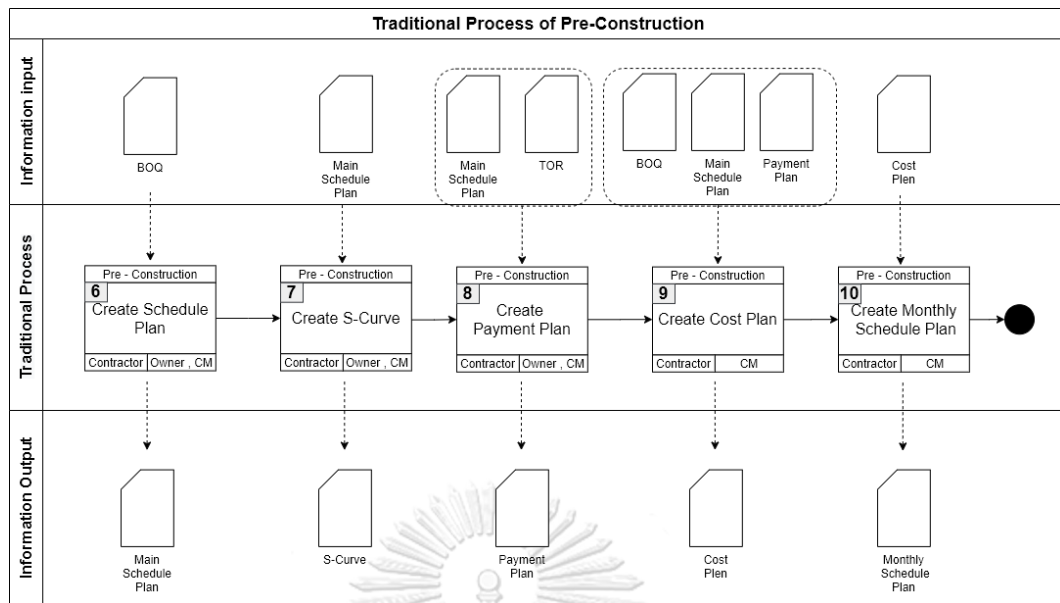 Traditional Process of Pre-Construction
Information input
BOQ
Main
Schedule
Plan
Main
Schedule
Plan
TOR
BOQ
Main
Schedule
Plan
Payment
Plan
Cost
Plen
Traditional Process
Pre - Construction
6
Create Schedule
Plan
Contractor
Owner , CM
Pre - Construction
7
Create S-Curve
Contractor
Owner , CM
Pre - Construction
8
Create
Payment Plan
Contractor
Owner , CM
Pre - Construction
9
Create Cost Plan
Contractor
CM
Pre - Construction
10
Create Monthly
Schedule Plan
Contractor
CM
Information Output
Main
Schedule
Plan
S-Curve
Payment
Plan
Cost
Plen
Monthly
Schedule
Plan